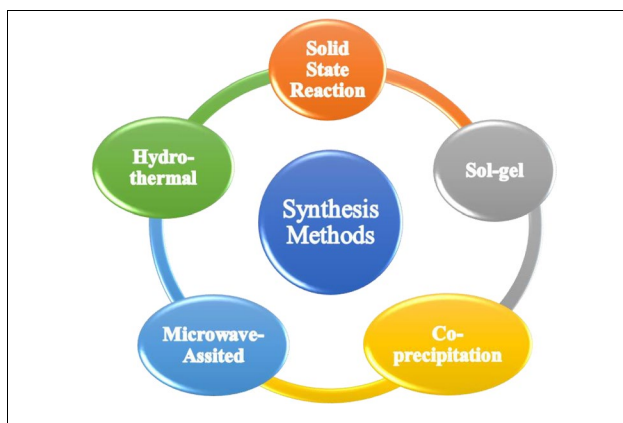 Solid
State
Reaction
Hydro-
thermal
Sol-gel
Synthesis
Methods
Microwave-
Assited
Co-
precipitation